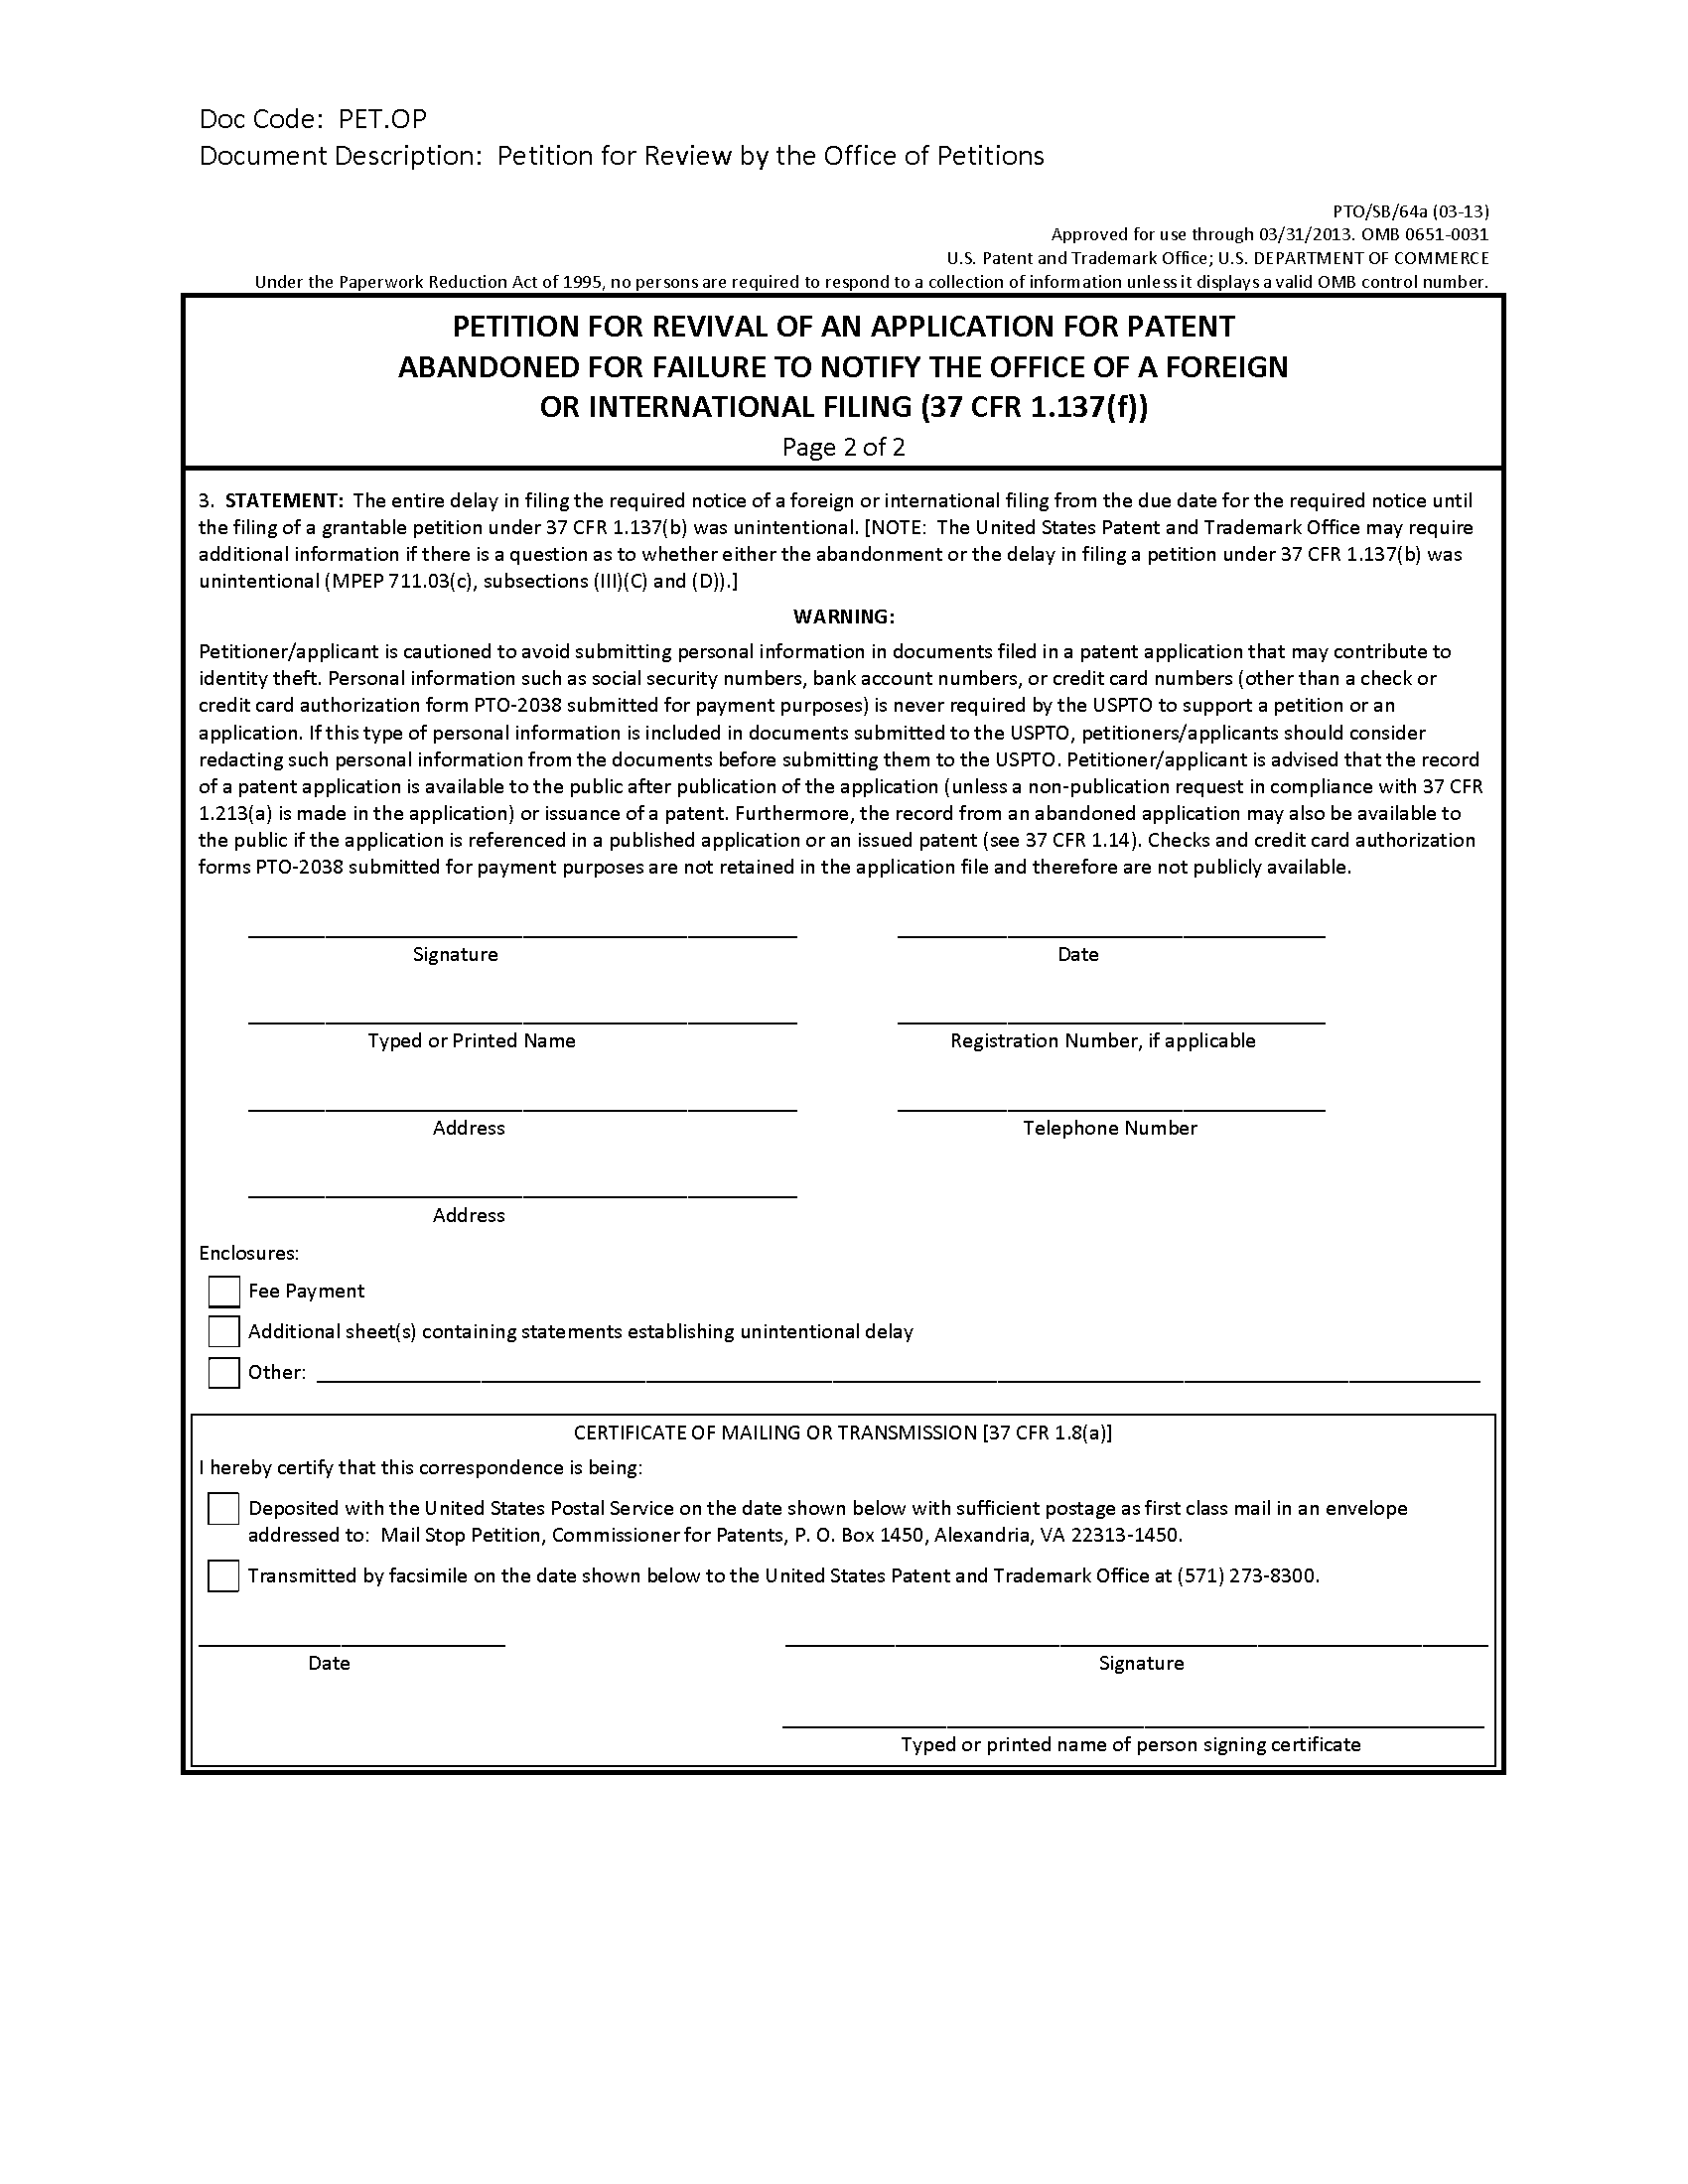 Doc Code: PET.OP
Document Description: Petition for Review by the Office of Petitions
PTO/SB/64a (03-13)
Approved for use through 03/31/2013. OMB 0651-0031
U.S. Patent and Trademark Office; U.S. DEPARTMENT OF COMMERCE
Under the Paperwork Reduction Act of 1995, no persons are required to respond to a collection of information unless it displays a valid OMB control number.
PETITION FOR REVIVAL OF AN APPLICATION FOR PATENT
ABANDONED FOR FAILURE TO NOTIFY THE OFFICE OF A FOREIGN
OR INTERNATIONAL FILING (37 CFR 1.137(f))
Page 2 of 2
3. STATEMENT: The entire delay in filing the required notice of a foreign or international filing from the due date for the required notice until
the filing of a grantable petition under 37 CFR 1.137(b) was unintentional. [NOTE: The United States Patent and Trademark Office may require
additional information if there is a question as to whether either the abandonment or the delay in filing a petition under 37 CFR 1.137(b) was
unintentional (MPEP 711.03(c), subsections (III)(C) and (D)).]
WARNING:
Petitioner/applicant is cautioned to avoid submitting personal information in documents filed in a patent application that may contribute to
identity theft. Personal information such as social security numbers, bank account numbers, or credit card numbers (other than a check or
credit card authorization form PTO-2038 submitted for payment purposes) is never required by the USPTO to support a petition or an
application. If this type of personal information is included in documents submitted to the USPTO, petitioners/applicants should consider
redacting such personal information from the documents before submitting them to the USPTO. Petitioner/applicant is advised that the record
of a patent application is available to the public after publication of the application (unless a non-publication request in compliance with 37 CFR
1.213(a) is made in the application) or issuance of a patent. Furthermore, the record from an abandoned application may also be available to
the public if the application is referenced in a published application or an issued patent (see 37 CFR 1.14). Checks and credit card authorization
forms PTO-2038 submitted for payment purposes are not retained in the application file and therefore are not publicly available.
Signature Date
Typed or Printed Name Registration Number, if applicable
Address Telephone Number
Address
Enclosures:
Fee Payment
Additional sheet(s) containing statements establishing unintentional delay
Other:
CERTIFICATE OF MAILING OR TRANSMISSION [37 CFR 1.8(a)]
I hereby certify that this correspondence is being:
Deposited with the United States Postal Service on the date shown below with sufficient postage as first class mail in an envelope
addressed to: Mail Stop Petition, Commissioner for Patents, P. O. Box 1450, Alexandria, VA 22313-1450.
Transmitted by facsimile on the date shown below to the United States Patent and Trademark Office at (571) 273-8300.
Date Signature
Typed or printed name of person signing certificate